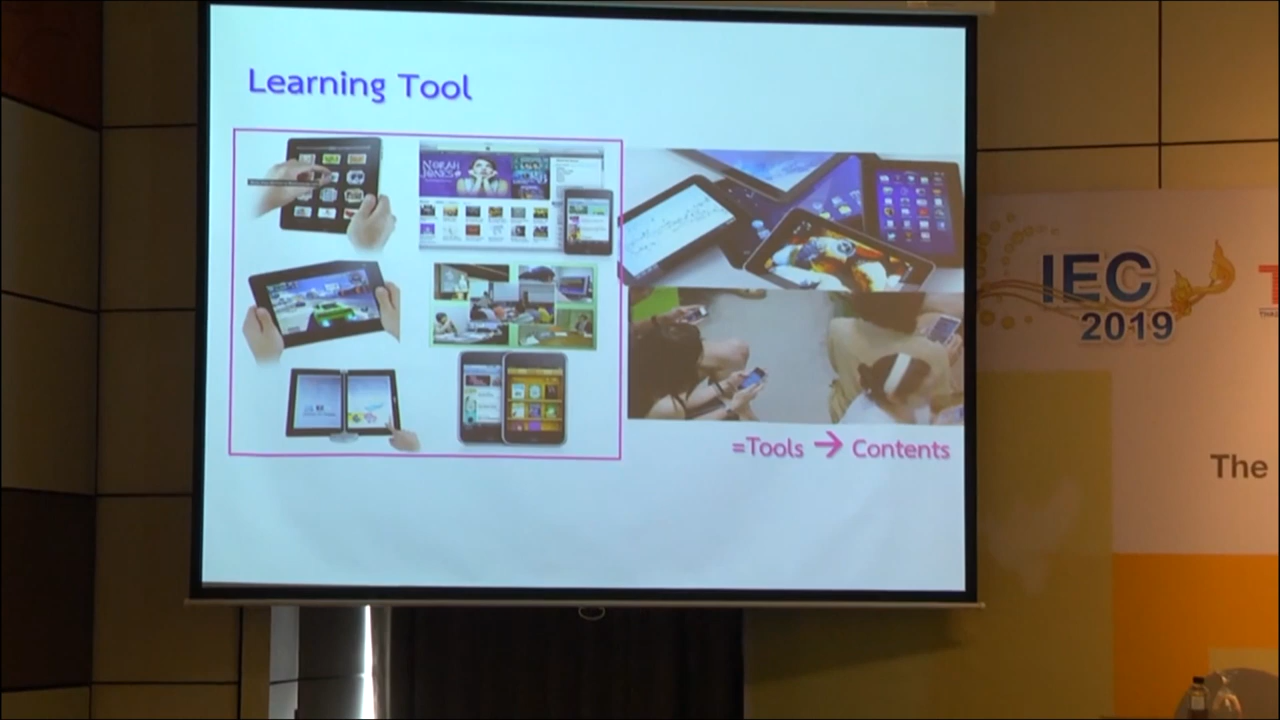 Learning Tool
NORAH
JONES
=Tools → Contents
IEC
2019
The